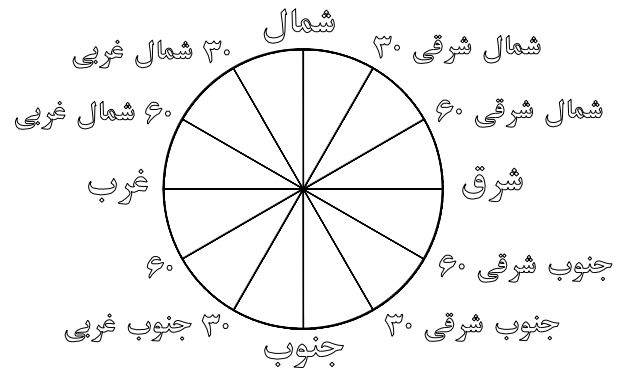 شمال
۳۰ شمال غربی
شمال شرقی ۳۰
۶۰ شمال غربی
شمال شرقی ۶۰
غرب
شرق
۶۰
جنوب شرقی ۶۰
۳۰ جنوب غربی
جنوب شرقی ۳۰
جنوب